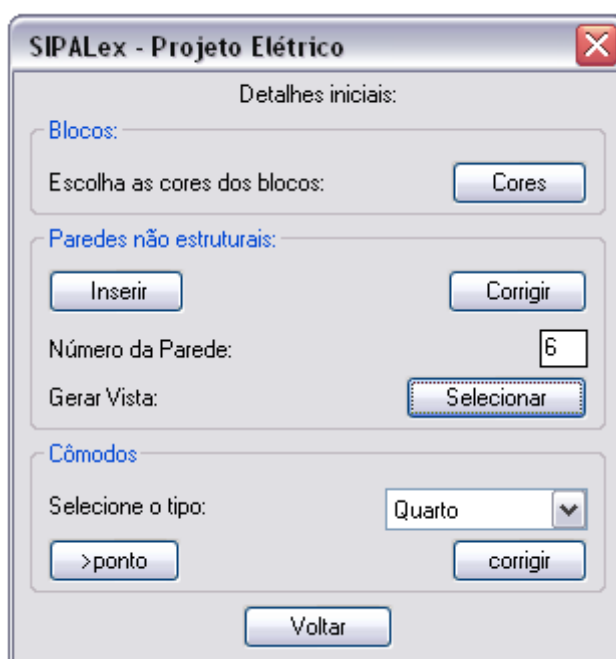 SIPALex - Projeto Elétrico
Detalhes iniciais:
Blocos:
Escolha as cores dos blocos: Cores
Paredes não estruturais:
Inserir Corrigir
Número da Parede: 6
Gerar Vista: Selecionar
Cômodos
Selecione o tipo: Quarto
>ponto corrigir
Voltar